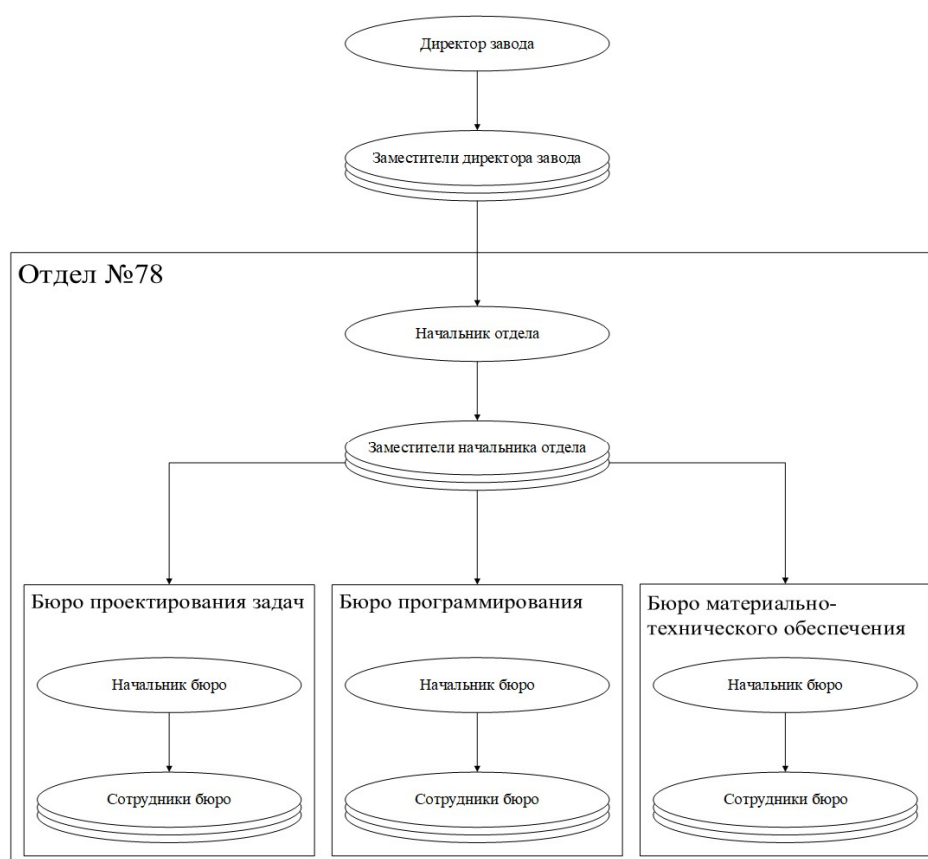 Директор завода
Заместители директора завода
Отдел №78
Начальник отдела
Заместители начальника отдела
Бюро проектирования задач
Начальник бюро
Сотрудники бюро
Бюро программирования
Начальник бюро
Сотрудники бюро
Бюро материально-
технического обеспечения
Начальник бюро
Сотрудники бюро